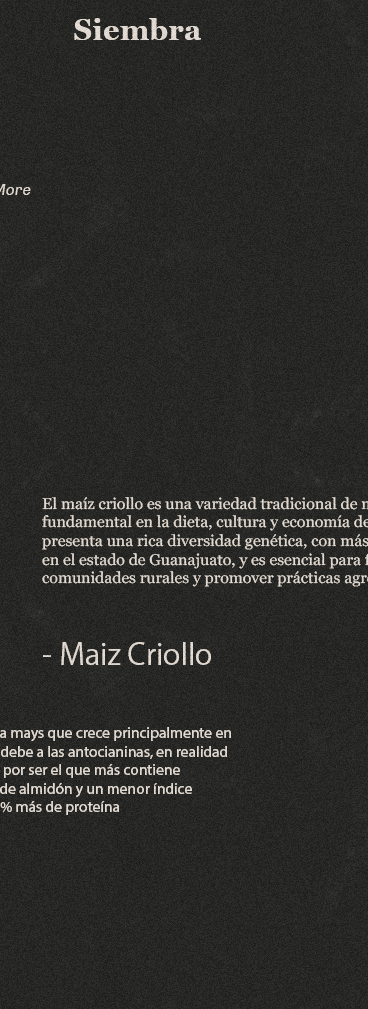 Siembra
More
El maíz criollo es una variedad tradicional de
fundamental en la dieta, cultura y economía de
presenta una rica diversidad genética, con más
en el estado de Guanajuato, y es esencial para
comunidades rurales y promover prácticas
- Maiz Criollo
a mays que crece principalmente en
debe a las antocianinas, en realidad
por ser el que más contiene
de almidón y un menor índice
% más de proteína